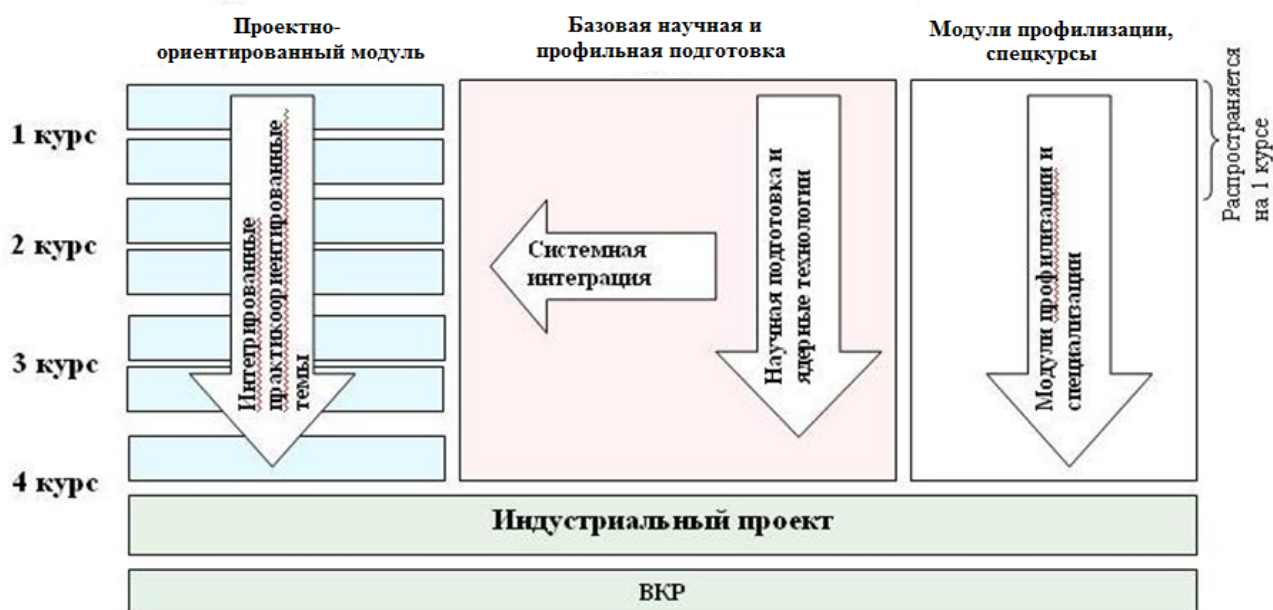 Проектно-
ориентированный модуль
Базовая научная и
профильная подготовка
Модули профилизации,
спецкурсы
1 курс
2 курс
3 курс
4 курс
Интегрированные
практикоориентированные
темы
Системная
интеграция
Научная подготовка и
ядерные технологии
Модули профилизации и
специализации
Распространяется
на 1 курсе
Индустриальный проект
ВКР